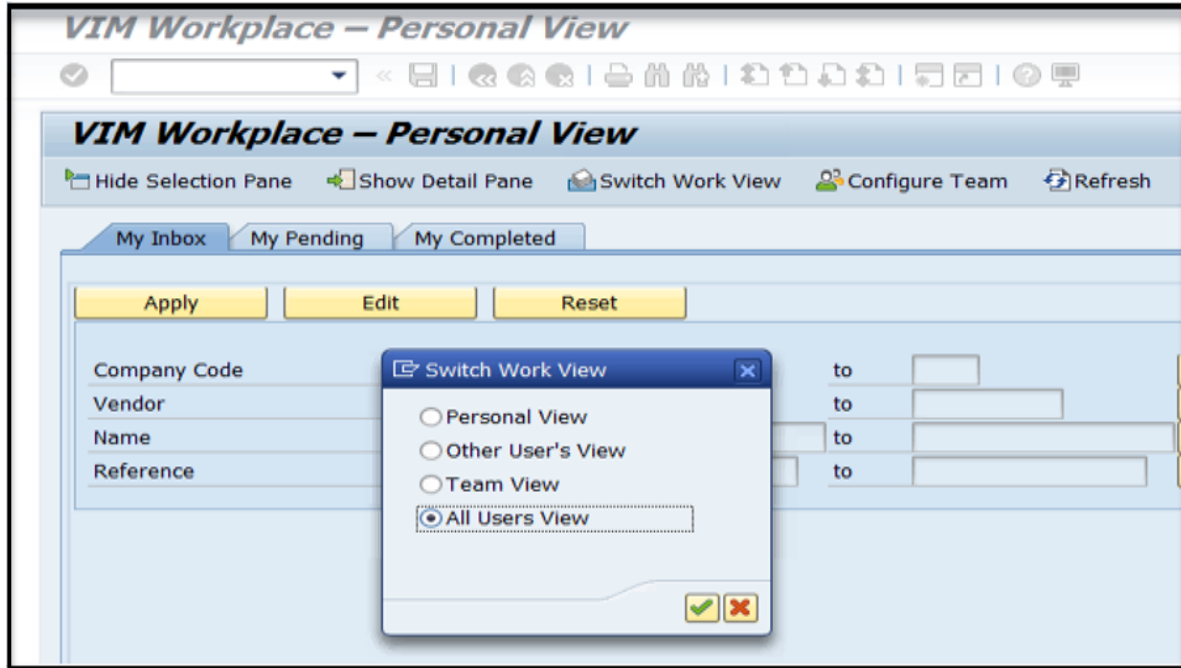 VIM Workplace – Personal View
VIM Workplace – Personal View
Hide Selection Pane Show Detail Pane Switch Work View Configure Team Refresh
My Inbox My Pending My Completed
Apply Edit Reset
Switch Work View
Company Code to
Personal View
Vendor to
Other User's View
Name to
Team View
Reference to
All Users View